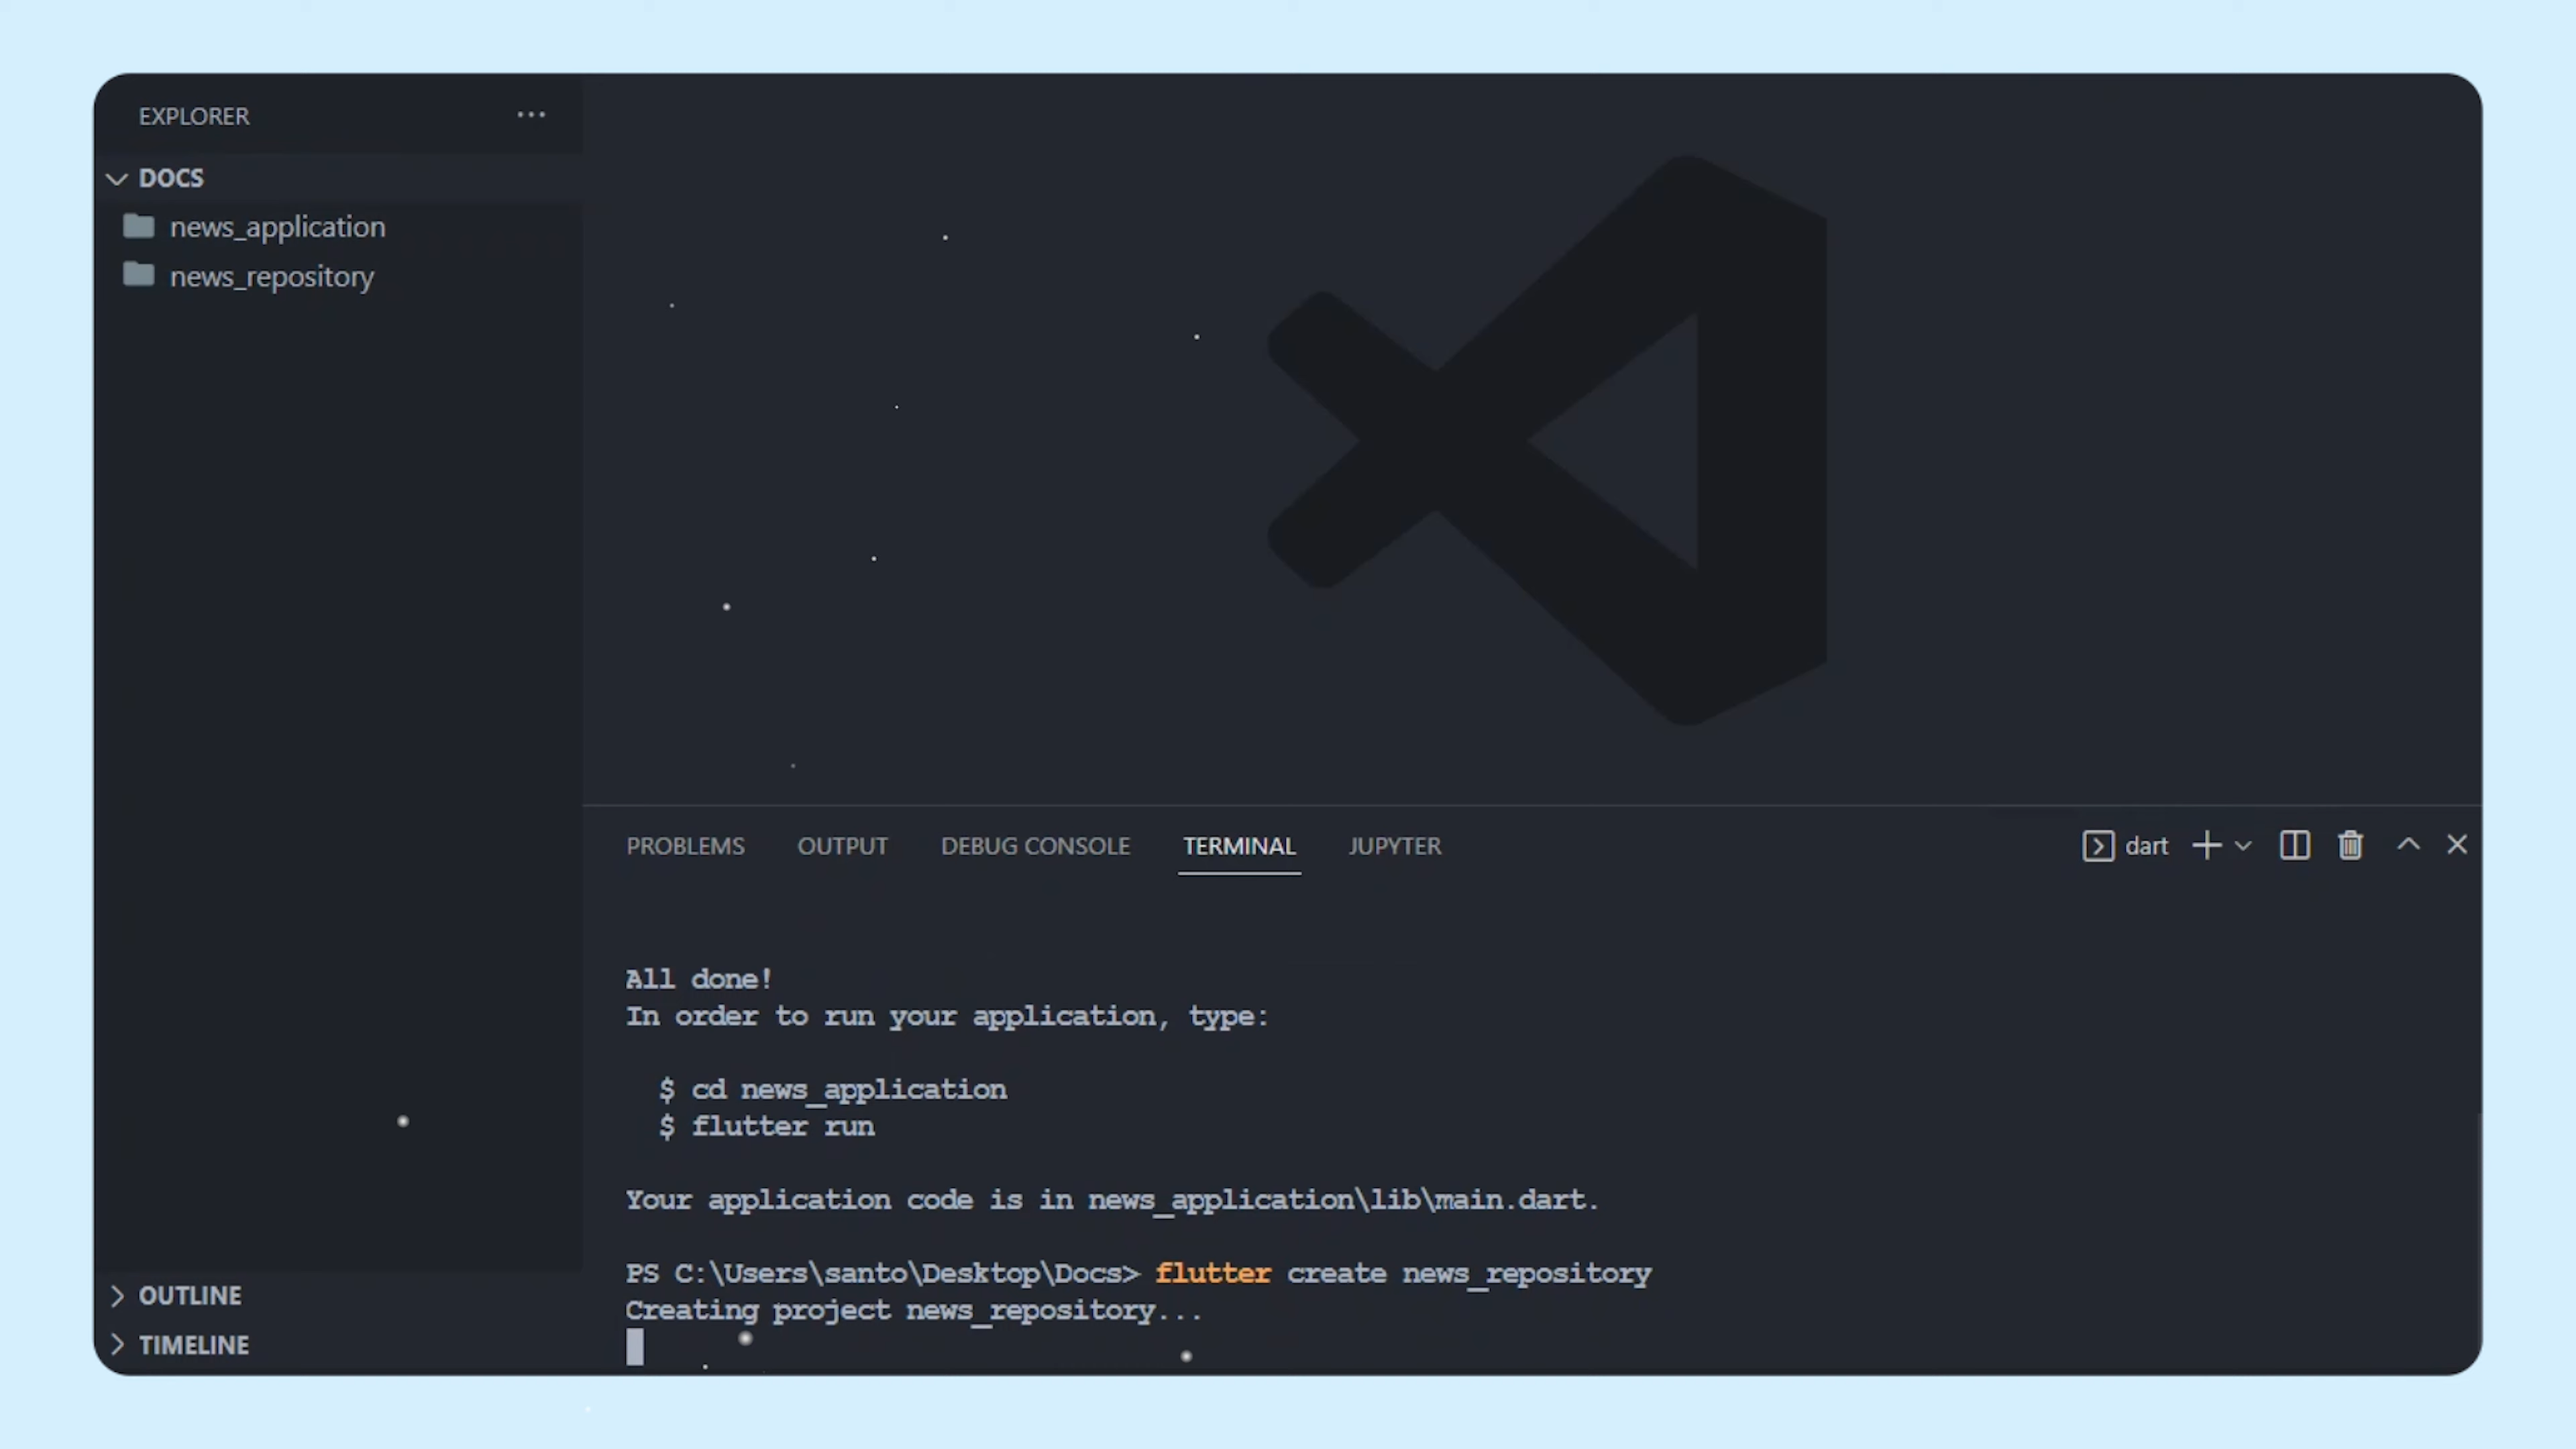 EXPLORER
DOCS
news_application
news_repository
OUTLINE
TIMELINE
PROBLEMS OUTPUT DEBUG CONSOLE TERMINAL JUPYTER dart
All done!
In order to run your application, type:
$ cd news_application
$ flutter run
Your application code is in news_application\lib\main.dart.
PS C:\Users\santo\Desktop\Docs> flutter create news_repository
Creating project news_repository...